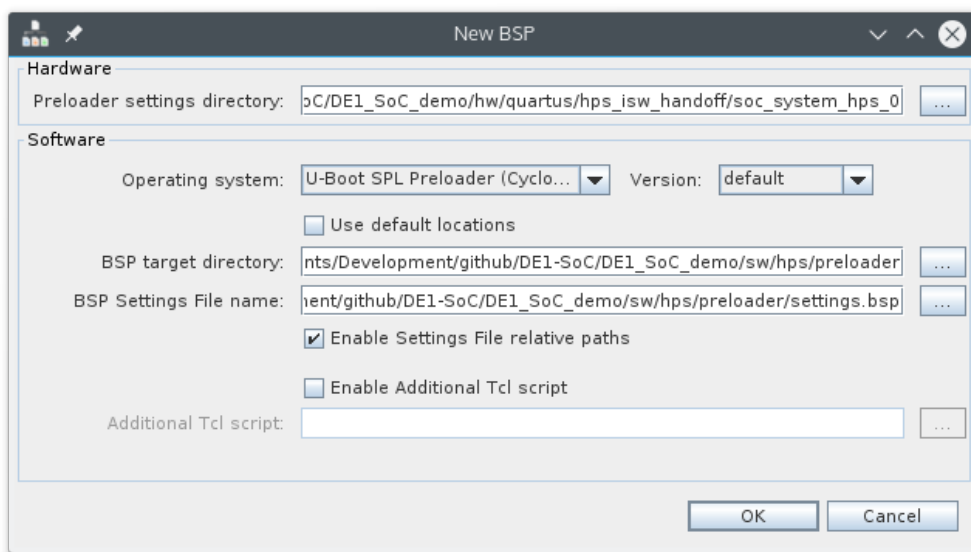 New BSP
Hardware
Preloader settings directory: oC/DE1_SoC_demo/hw/quartus/hps_isw_handoff/soc_system_hps_0 ...
Software
Operating system: U-Boot SPL Preloader (Cyclo... Version: default
Use default locations
BSP target directory: nts/Development/github/DE1-SoC/DE1_SoC_demo/sw/hps/preloader ...
BSP Settings File name: nent/github/DE1-SoC/DE1_SoC_demo/sw/hps/preloader/settings.bsp ...
Enable Settings File relative paths
Enable Additional Tcl script
Additional Tcl script: ...
OK Cancel